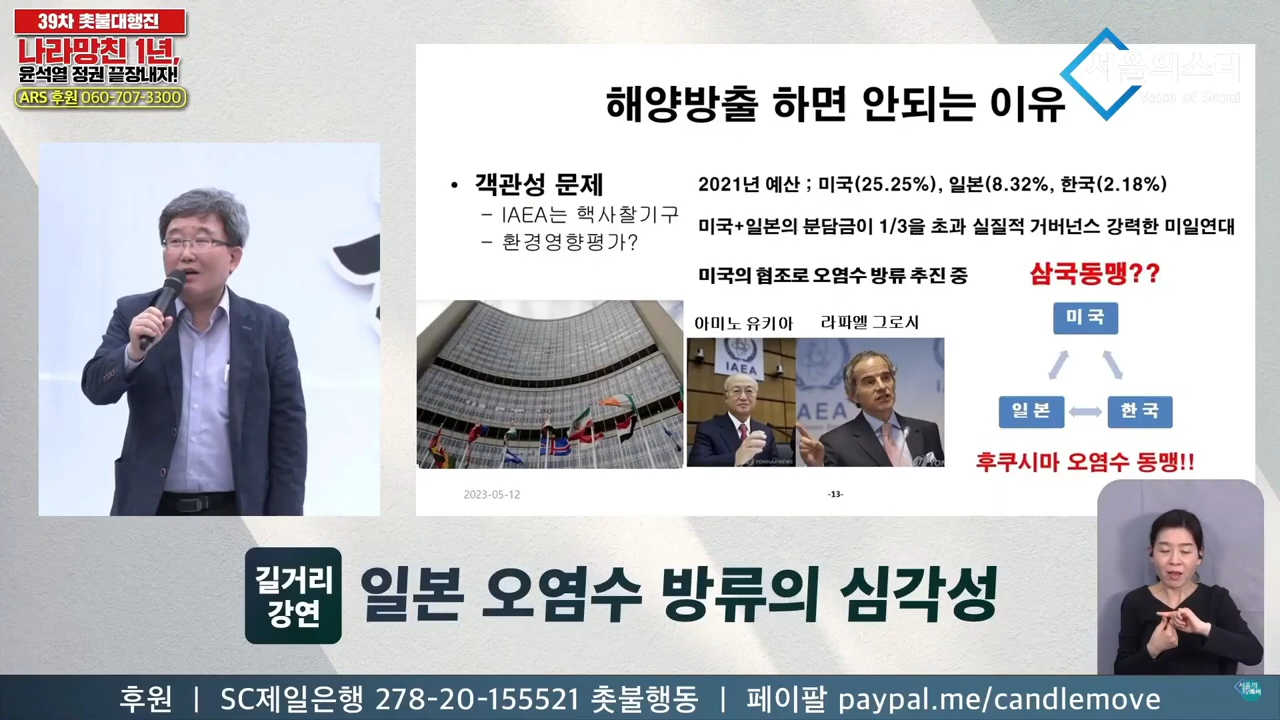 39차 촛불대행진
나라망친 1년,
윤석열 정권 끝장내자!
ARS 후원 060-707-3300
서울의소리
Voice of Seoul
해양방출 하면 안되는 이유
• 객관성 문제
– IAEA는 핵사찰기구
– 환경영향평가?
2021년 예산 ; 미국(25.25%), 일본(8.32%, 한국(2.18%)
미국+일본의 분담금이 1/3을 초과 실질적 거버넌스 강력한 미일연대
미국의 협조로 오염수 방류 추진 중
삼국동맹??
아미노 유키아
라파엘 그로시
미국
일본
한국
IAEA
IAEA
후쿠시마 오염수 동맹!!
2023-05-12
-13-
길거리
강연
일본 오염수 방류의 심각성
후원 | SC제일은행 278-20-155521 촛불행동 | 페이팔 paypal.me/candlemove